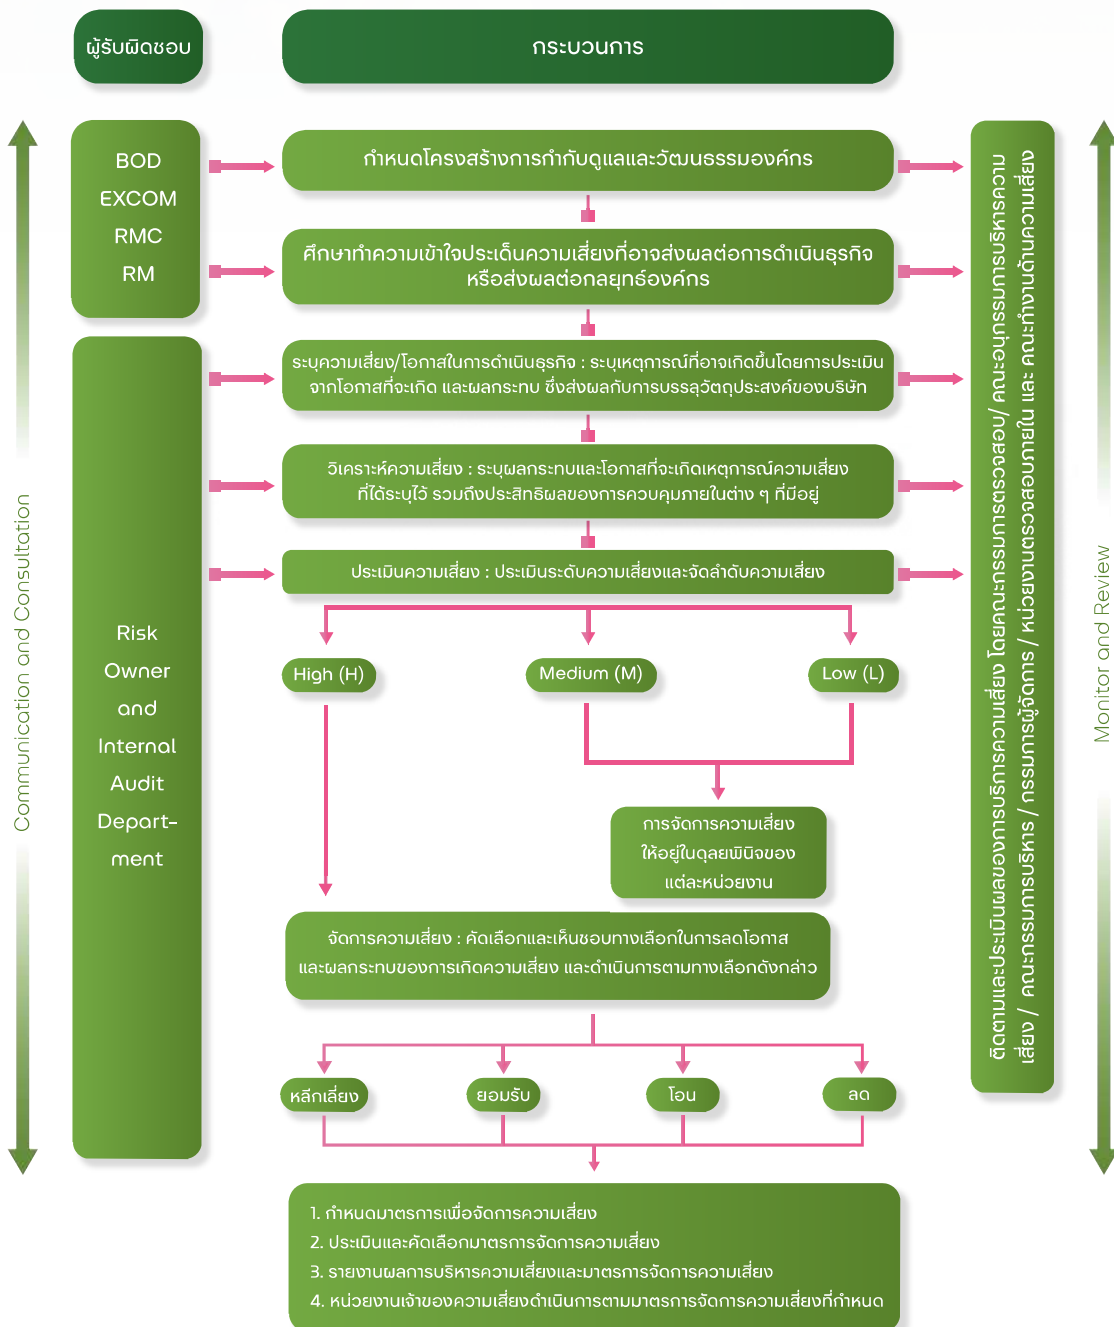 ผู้รับผิดชอบ
กระบวนการ
BOD
EXCOM
RMC
RM
กำหนดโครงสร้างการกำกับดูแลและวัฒนธรรมองค์กร
ศึกษาทำความเข้าใจประเด็นความเสี่ยงที่อาจส่งผลต่อการดำเนินธุรกิจ
หรือส่งผลต่อกลยุทธ์องค์กร
ระบุความเสี่ยง/โอกาสในการดำเนินธุรกิจ : ระบุเหตุการณ์ที่อาจเกิดขึ้นโดยการประเมิน
จากโอกาสที่จะเกิด และผลกระทบ ซึ่งส่งผลกับการบรรลุวัตถุประสงค์ของบริษัท
วิเคราะห์ความเสี่ยง : ระบุผลกระทบและโอกาสที่จะเกิดเหตุการณ์ความเสี่ยง
ที่ได้ระบุไว้ รวมถึงประสิทธิผลของการควบคุมภายในต่าง ๆ ที่มีอยู่
ประเมินความเสี่ยง : ประเมินระดับความเสี่ยงและจัดลำดับความเสี่ยง
Risk
Owner
and
Internal
Audit
Depart-
ment
High (H)
Medium (M)
Low (L)
การจัดการความเสี่ยง
ให้อยู่ในดุลยพินิจของ
แต่ละหน่วยงาน
จัดการความเสี่ยง : คัดเลือกและเห็นชอบทางเลือกในการลดโอกาส
และผลกระทบของการเกิดความเสี่ยง และดำเนินการตามทางเลือกดังกล่าว
หลีกเลี่ยง
ยอมรับ
โอน
ลด
1. กำหนดมาตรการเพื่อจัดการความเสี่ยง
2. ประเมินและคัดเลือกมาตรการจัดการความเสี่ยง
3. รายงานผลการบริหารความเสี่ยงและมาตรการจัดการความเสี่ยง
4. หน่วยงานเจ้าของความเสี่ยงดำเนินการตามมาตรการจัดการความเสี่ยงที่กำหนด
Communication and Consultation
ติดตามและประเมินผลของการบริการความเสี่ยง โดยคณะกรรมการตรวจสอบ/ คณะอนุกรรมการบริหารความ
เสี่ยง / คณะกรรมการบริหาร / กรรมการผู้จัดการ / หน่วยงานตรวจสอบภายใน และ คณะทำงานด้านความเสี่ยง
Monitor and Review